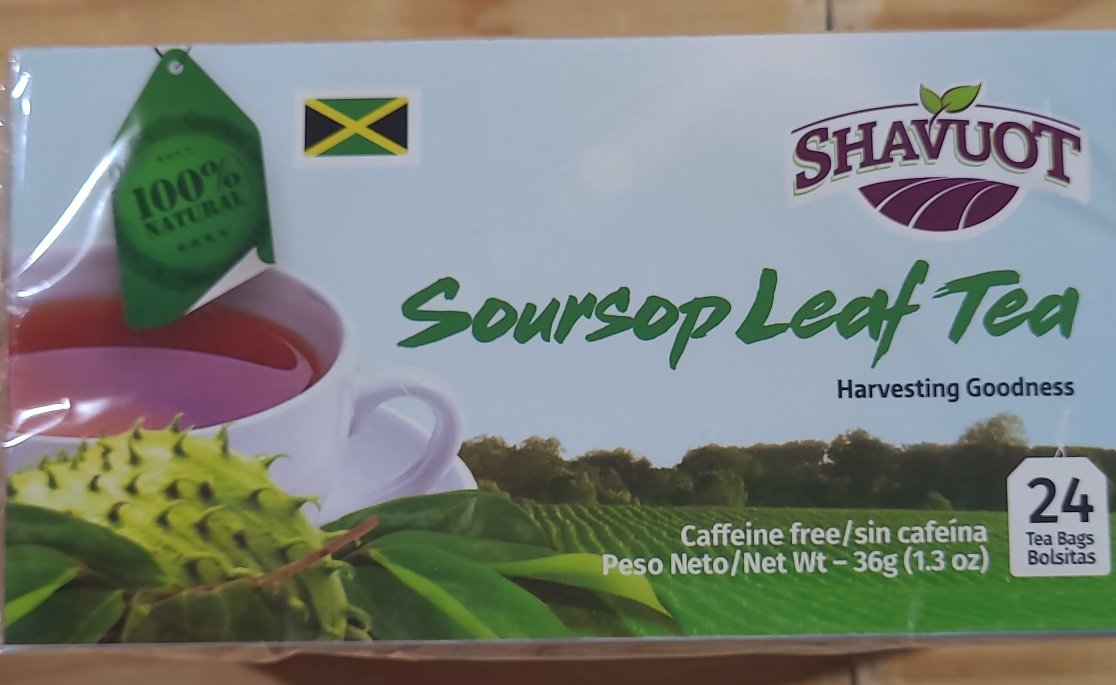 100%
NATURAL
SHAVUOT
Soursop Leaf Tea
Harvesting Goodness
24
Tea Bags
Bolsitas
Caffeine free/sin cafeína
Peso Neto/Net Wt – 36g (1.3 oz)